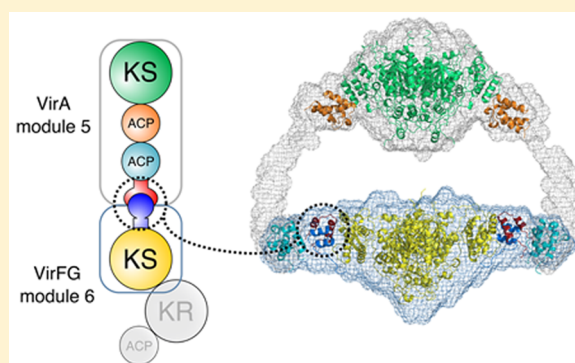 KS
VirA
module 5
ACP
ACP
VirFG
module 6
KS
KR
ACP